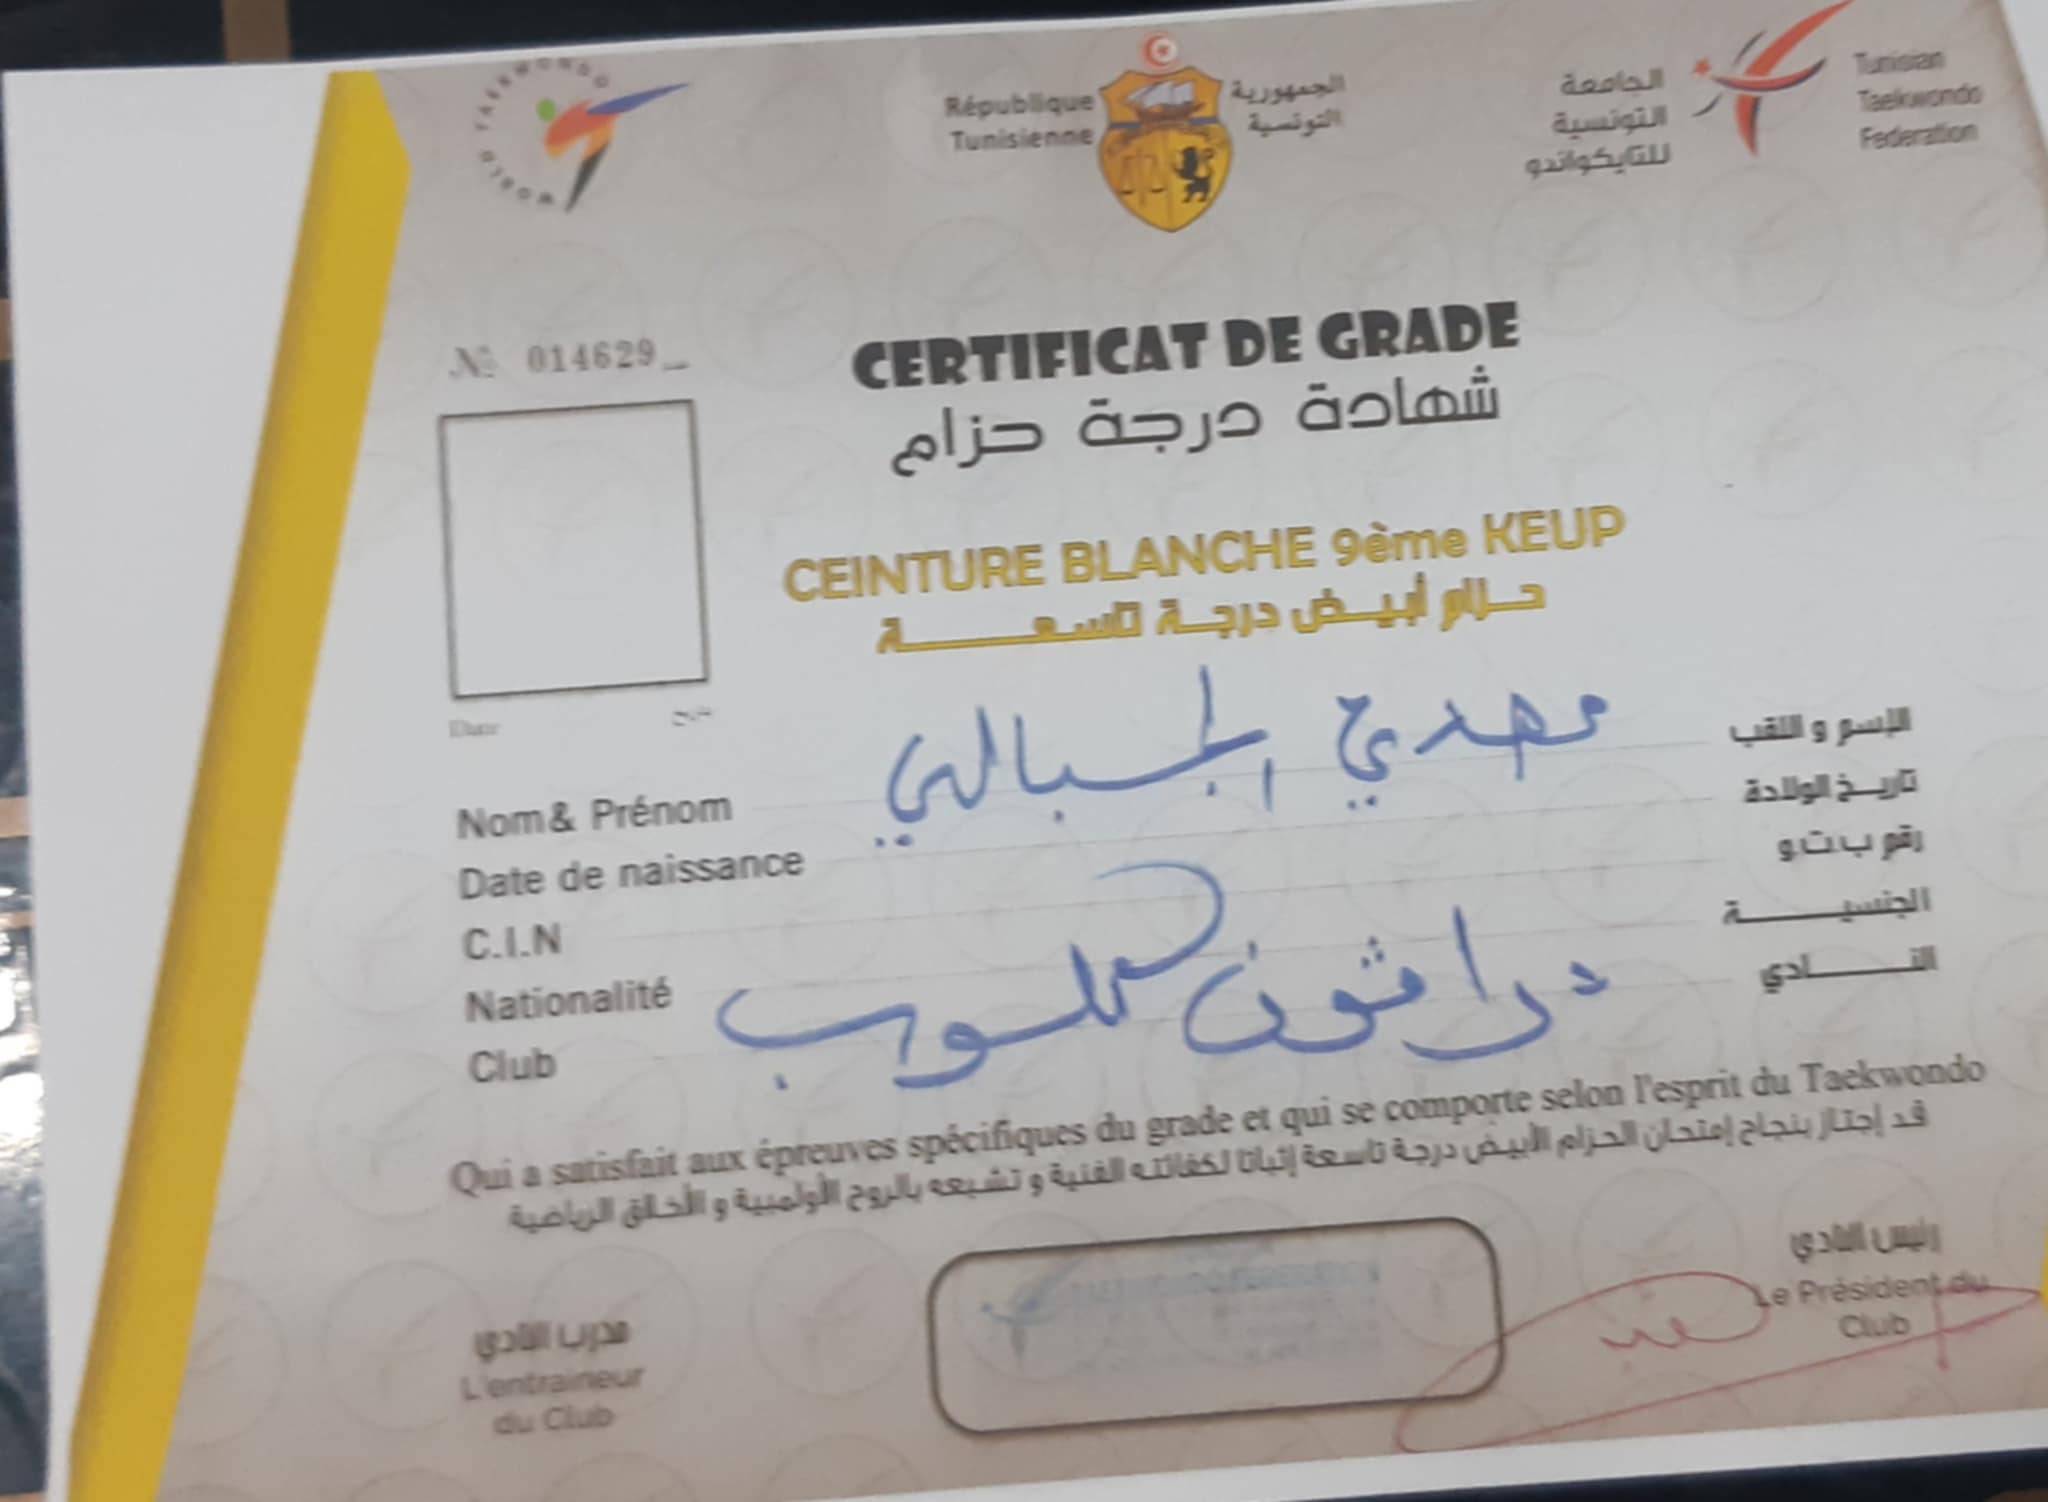 WORLD TAEKWONDO
République
Tunisienne
الجمهورية
التونسية
الجامعة
التونسية
للتايكواندو
Tunisian
Taekwondo
Federation
№ 014629
CERTIFICAT DE GRADE
شهادة درجة حزام
CEINTURE BLANCHE 9ème KEUP
حزام أبيض درجة تاسعة
Date
Nom& Prénom مهدي الجبالي الإسم و اللقب
Date de naissance تاريخ الولادة
C.I.N رقم ب.ت.و
Nationalité الجنسية
Club دراقون كلوب النادي
Qui a satisfait aux épreuves spécifiques du grade et qui se comporte selon l'esprit du Taekwondo
قد إجتاز بنجاح إمتحان الحزام الأبيض درجة تاسعة إثباتا لكفائته الفنية و تشبعه بالروح الأولمبية و الأخلاق الرياضية
مدرب النادي
L'entraineur
du Club
رئيس النادي
Le Président du
Club